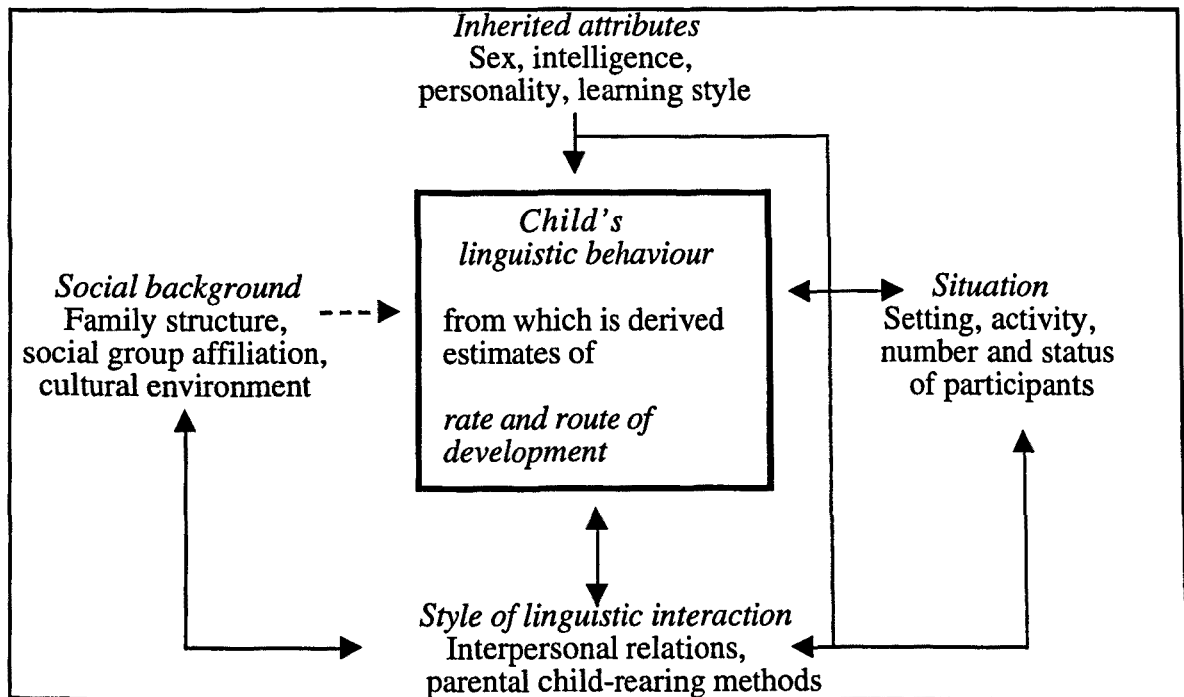 Inherited attributes
Sex, intelligence,
personality, learning style
Child's
linguistic behaviour
from which is derived
estimates of
rate and route of
development
Social background
Family structure,
social group affiliation,
cultural environment
Situation
Setting, activity,
number and status
of participants
Style of linguistic interaction
Interpersonal relations,
parental child-rearing methods